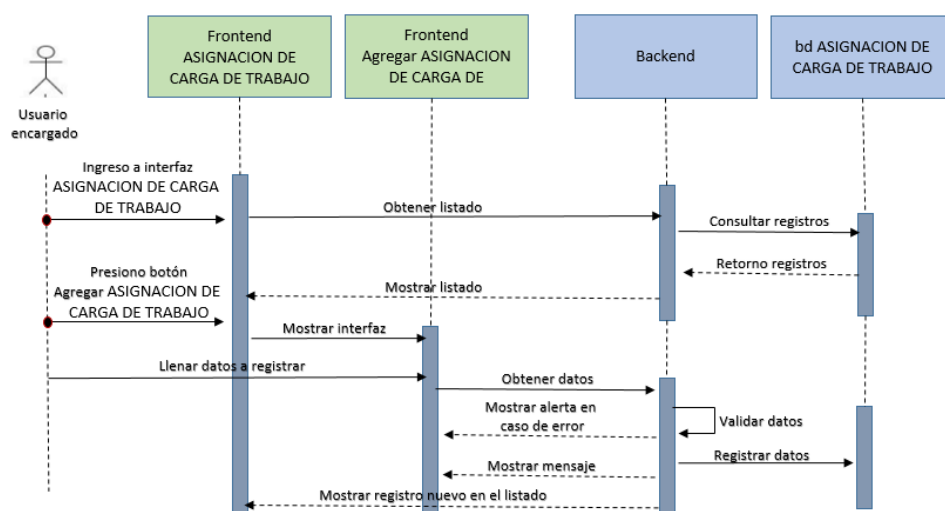 Frontend
ASIGNACION DE
CARGA DE TRABAJO
Frontend
Agregar ASIGNACION
DE CARGA DE
Backend
bd ASIGNACION DE
CARGA DE TRABAJO
Usuario
encargado
Ingreso a interfaz
ASIGNACION DE CARGA
DE TRABAJO
Obtener listado
Consultar registros
Retorno registros
Mostrar listado
Presiono botón
Agregar ASIGNACION DE
CARGA DE TRABAJO
Mostrar interfaz
Llenar datos a registrar
Obtener datos
Mostrar alerta en
caso de error
Validar datos
Registrar datos
Mostrar mensaje
Mostrar registro nuevo en el listado